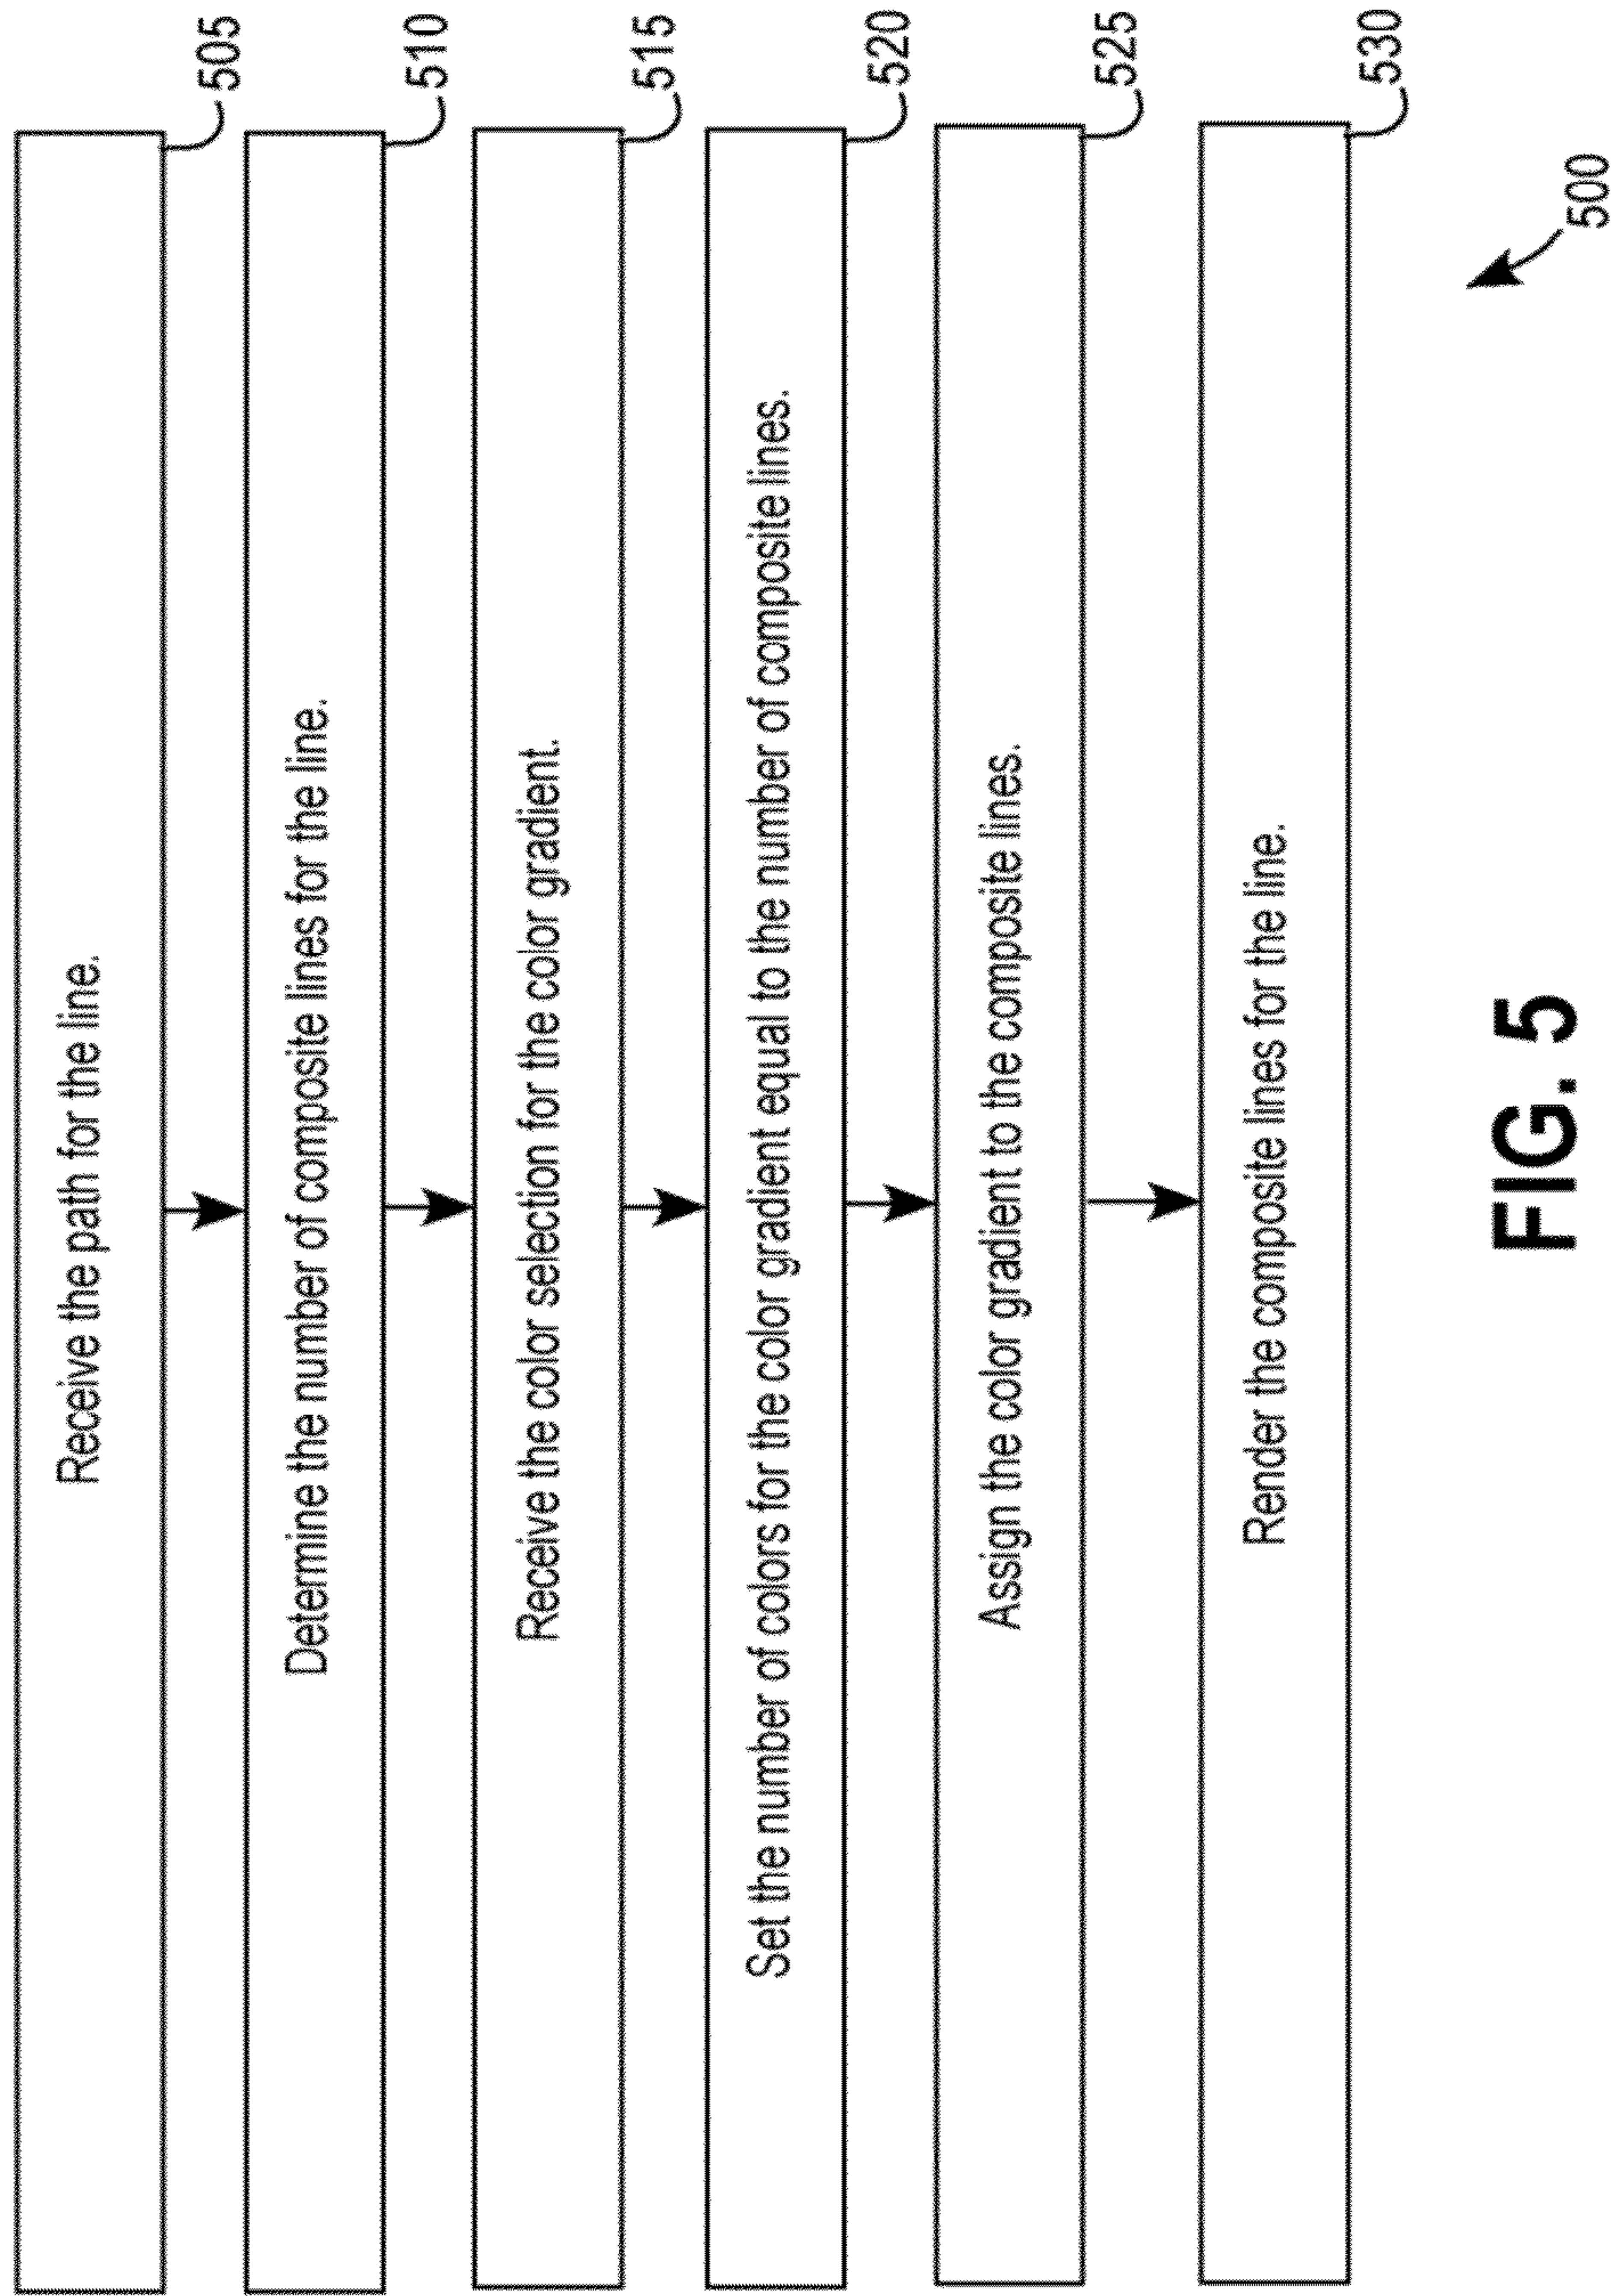 Receive the path for the line.
505
Determine the number of composite lines for the line.
510
Receive the color selection for the color gradient.
515
Set the number of colors for the color gradient equal to the number of composite lines.
520
Assign the color gradient to the composite lines.
525
Render the composite lines for the line.
530
500
FIG. 5